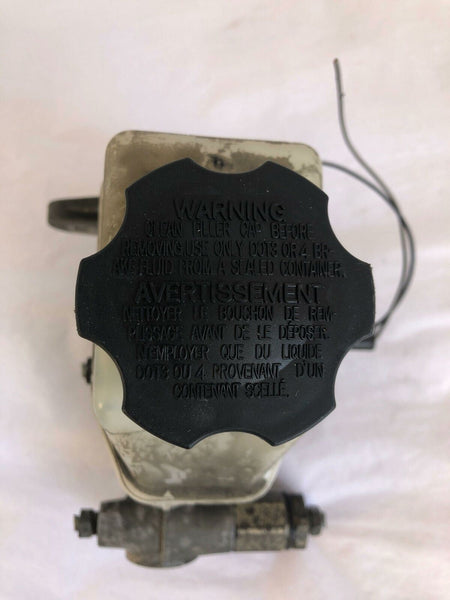 WARNING
CLEAN FILLER CAP BEFORE
REMOVING.USE ONLY DOT3 OR 4 BR-
AKE FLUID FROM A SEALED CONTAINER.
AVERTISSEMENT
NETTOYER LE BOUCHON DE REM-
PLISSAGE AVANT DE LE DEPOSER.
N'EMPLOYER QUE DU LIQUIDE
DOT3 OU 4 PROVENANT D'UN
CONTENANT SCELLÉ.